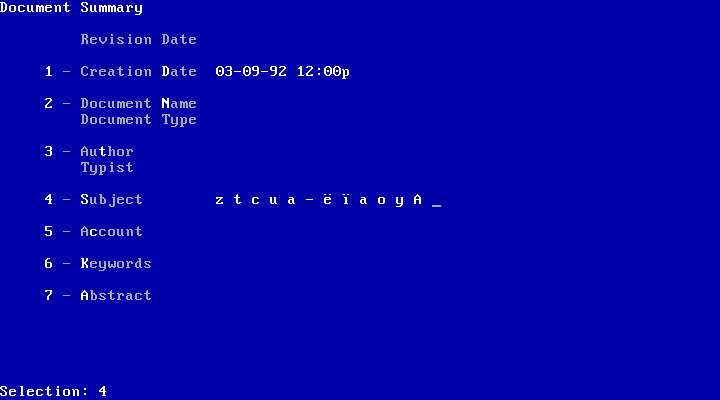 Document Summary
Revision Date
1 - Creation Date 03-09-92 12:00p
2 - Document Name
Document Type
3 - Author
Typist
4 - Subject z t c u a - ë ï a o y A _
5 - Account
6 - Keywords
7 - Abstract
Selection: 4